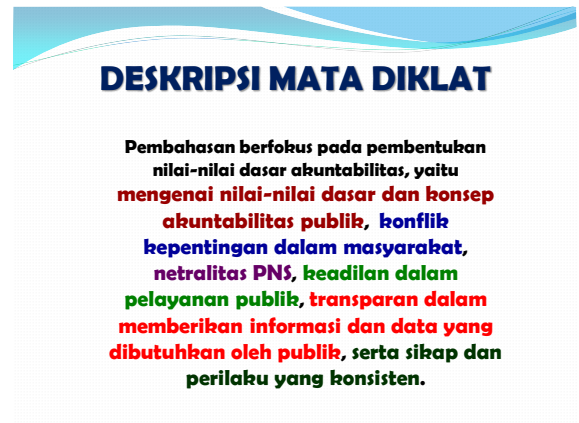 DESKRIPSI MATA DIKLAT
Pembahasan berfokus pada pembentukan
nilai-nilai dasar akuntabilitas, yaitu
mengenai nilai-nilai dasar dan konsep
akuntabilitas publik, konflik
kepentingan dalam masyarakat,
netralitas PNS, keadilan dalam
pelayanan publik, transparan dalam
memberikan informasi dan data yang
dibutuhkan oleh publik, serta sikap dan
perilaku yang konsisten.